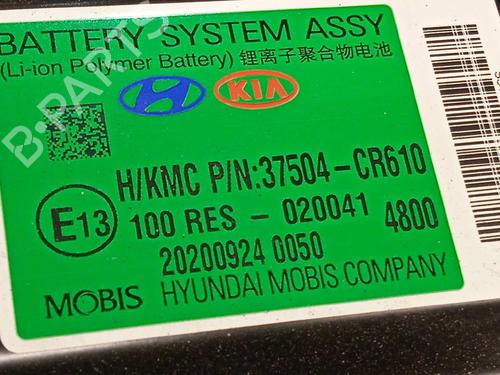 BATTERY SYSTEM ASSY
(Li-ion Polymer Battery) 锂离子聚合物电池
KIA
H/KMC P/N:37504-CR610
E13
100 RES - 020041 4800
20200924 0050
MOBIS HYUNDAI MOBIS COMPANY
B-PARTS